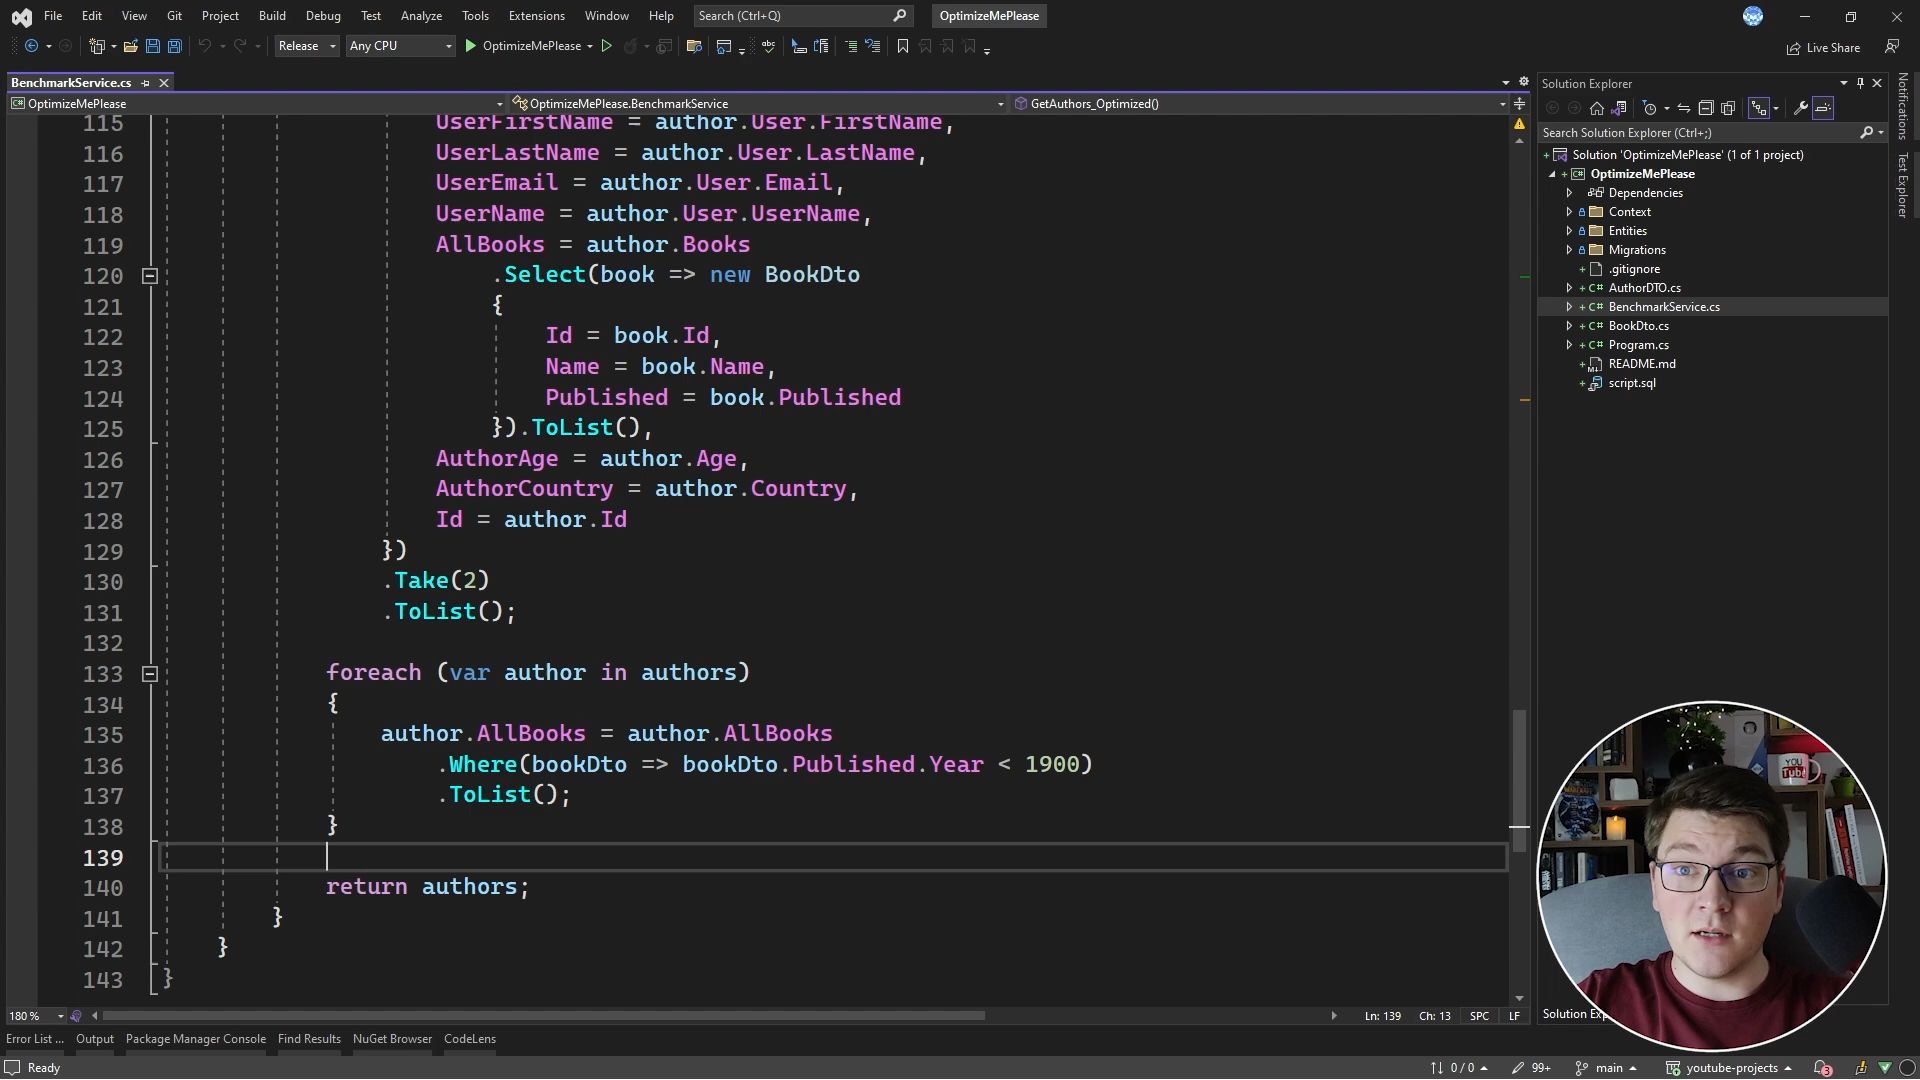 File Edit View Git Project Build Debug Test Analyze Tools Extensions Window Help Search (Ctrl+Q) OptimizeMePlease
Release Any CPU OptimizeMePlease Live Share
BenchmarkService.cs
OptimizeMePlease OptimizeMePlease.BenchmarkService GetAuthors_Optimized()
115 UserFirstName = author.User.FirstName,
116 UserLastName = author.User.LastName,
117 UserEmail = author.User.Email,
118 UserName = author.User.UserName,
119 AllBooks = author.Books
120 .Select(book => new BookDto
121 {
122 Id = book.Id,
123 Name = book.Name,
124 Published = book.Published
125 }).ToList(),
126 AuthorAge = author.Age,
127 AuthorCountry = author.Country,
128 Id = author.Id
129 })
130 .Take(2)
131 .ToList();
132
133 foreach (var author in authors)
134 {
135 author.AllBooks = author.AllBooks
136 .Where(bookDto => bookDto.Published.Year < 1900)
137 .ToList();
138 }
139
140 return authors;
141 }
142 }
143 }
180 % Ln: 139 Ch: 13 SPC LF
Solution Explorer
Search Solution Explorer (Ctrl+;)
Solution 'OptimizeMePlease' (1 of 1 project)
OptimizeMePlease
Dependencies
Context
Entities
Migrations
.gitignore
AuthorDTO.cs
BenchmarkService.cs
BookDto.cs
Program.cs
README.md
script.sql
Notifications
Test Explorer
YOU
Solution
Error List ... Output Package Manager Console Find Results NuGet Browser CodeLens
Ready 0 / 0 99+ main youtube-projects 3